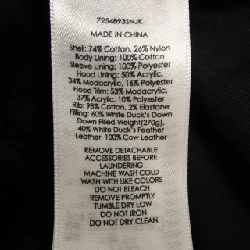 7254893SNJK
MADE IN CHINA
Shell: 74% Cotton, 26% Nylon
Body Lining: 100% Cotton
Sleeve Lining: 100% Polyester
Hood Lining: 50% Acrylic,
34% Modacrylic, 16% Polyester
Hood Trim: 53% Modacrylic,
37% Acrylic, 10% Polyester
Rib: 98% Cotton, 2% Elastane
Filling: 60% White Duck's Down
Down Filled Weight(270g)
40% White Duck's Feather
Leather: 100% Cow Leather
REMOVE DETACHABLE
ACCESSORIES BEFORE
LAUNDERING
MACHINE WASH COLD
WASH WITH LIKE COLORS
DO NOT BLEACH
REMOVE PROMPTLY
TUMBLE DRY LOW
DO NOT IRON
DO NOT DRYCLEAN